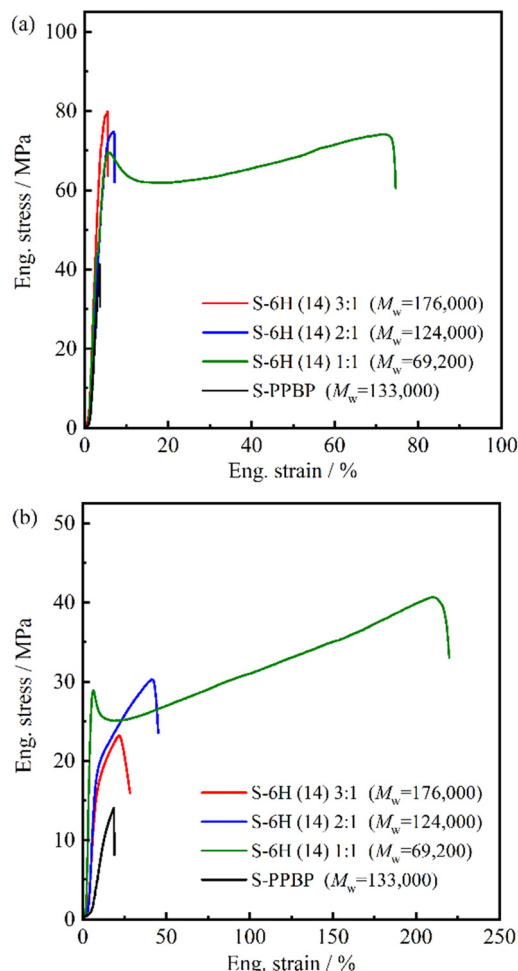 (a)
100
80
60
40
20
0
0 20 40 60 80 100
Eng. stress / MPa
Eng. strain / %
S-6H (14) 3:1 (Mw=176,000)
S-6H (14) 2:1 (Mw=124,000)
S-6H (14) 1:1 (Mw=69,200)
S-PPBP (Mw=133,000)
(b)
50
40
30
20
10
0
0 50 100 150 200 250
Eng. stress / MPa
Eng. strain / %
S-6H (14) 3:1 (Mw=176,000)
S-6H (14) 2:1 (Mw=124,000)
S-6H (14) 1:1 (Mw=69,200)
S-PPBP (Mw=133,000)